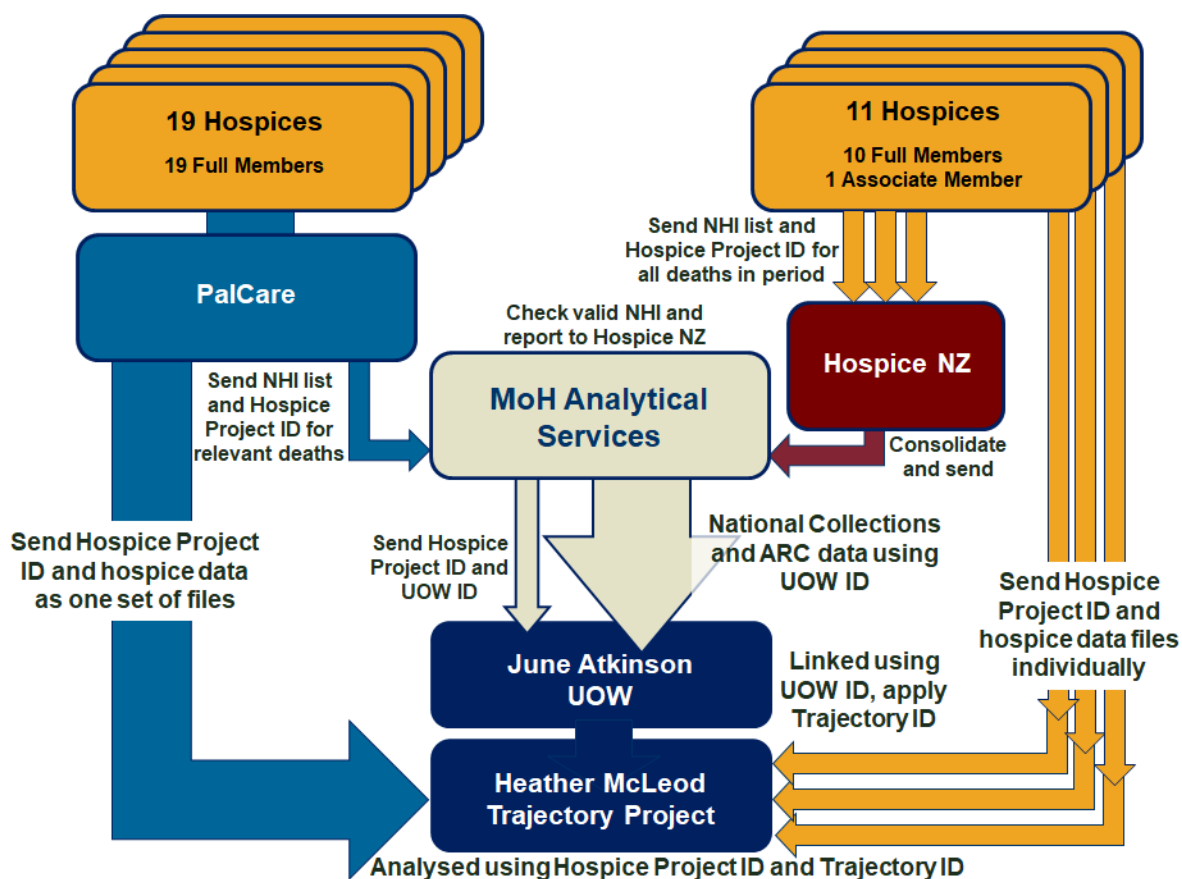 19 Hospices
19 Full Members
11 Hospices
10 Full Members
1 Associate Member
Send NHI list and
Hospice Project ID for
all deaths in period
PalCare
Check valid NHI and
report to Hospice NZ
Hospice NZ
Send NHI list
and Hospice
Project ID for
relevant deaths
MoH Analytical
Services
Consolidate
and send
Send Hospice Project
ID and hospice data
as one set of files
Send Hospice
Project ID and
UOW ID
National Collections
and ARC data using
UOW ID
Send Hospice
Project ID and
hospice data files
individually
June Atkinson
UOW
Linked using
UOW ID, apply
Trajectory ID
Heather McLeod
Trajectory Project
Analysed using Hospice Project ID and Trajectory ID